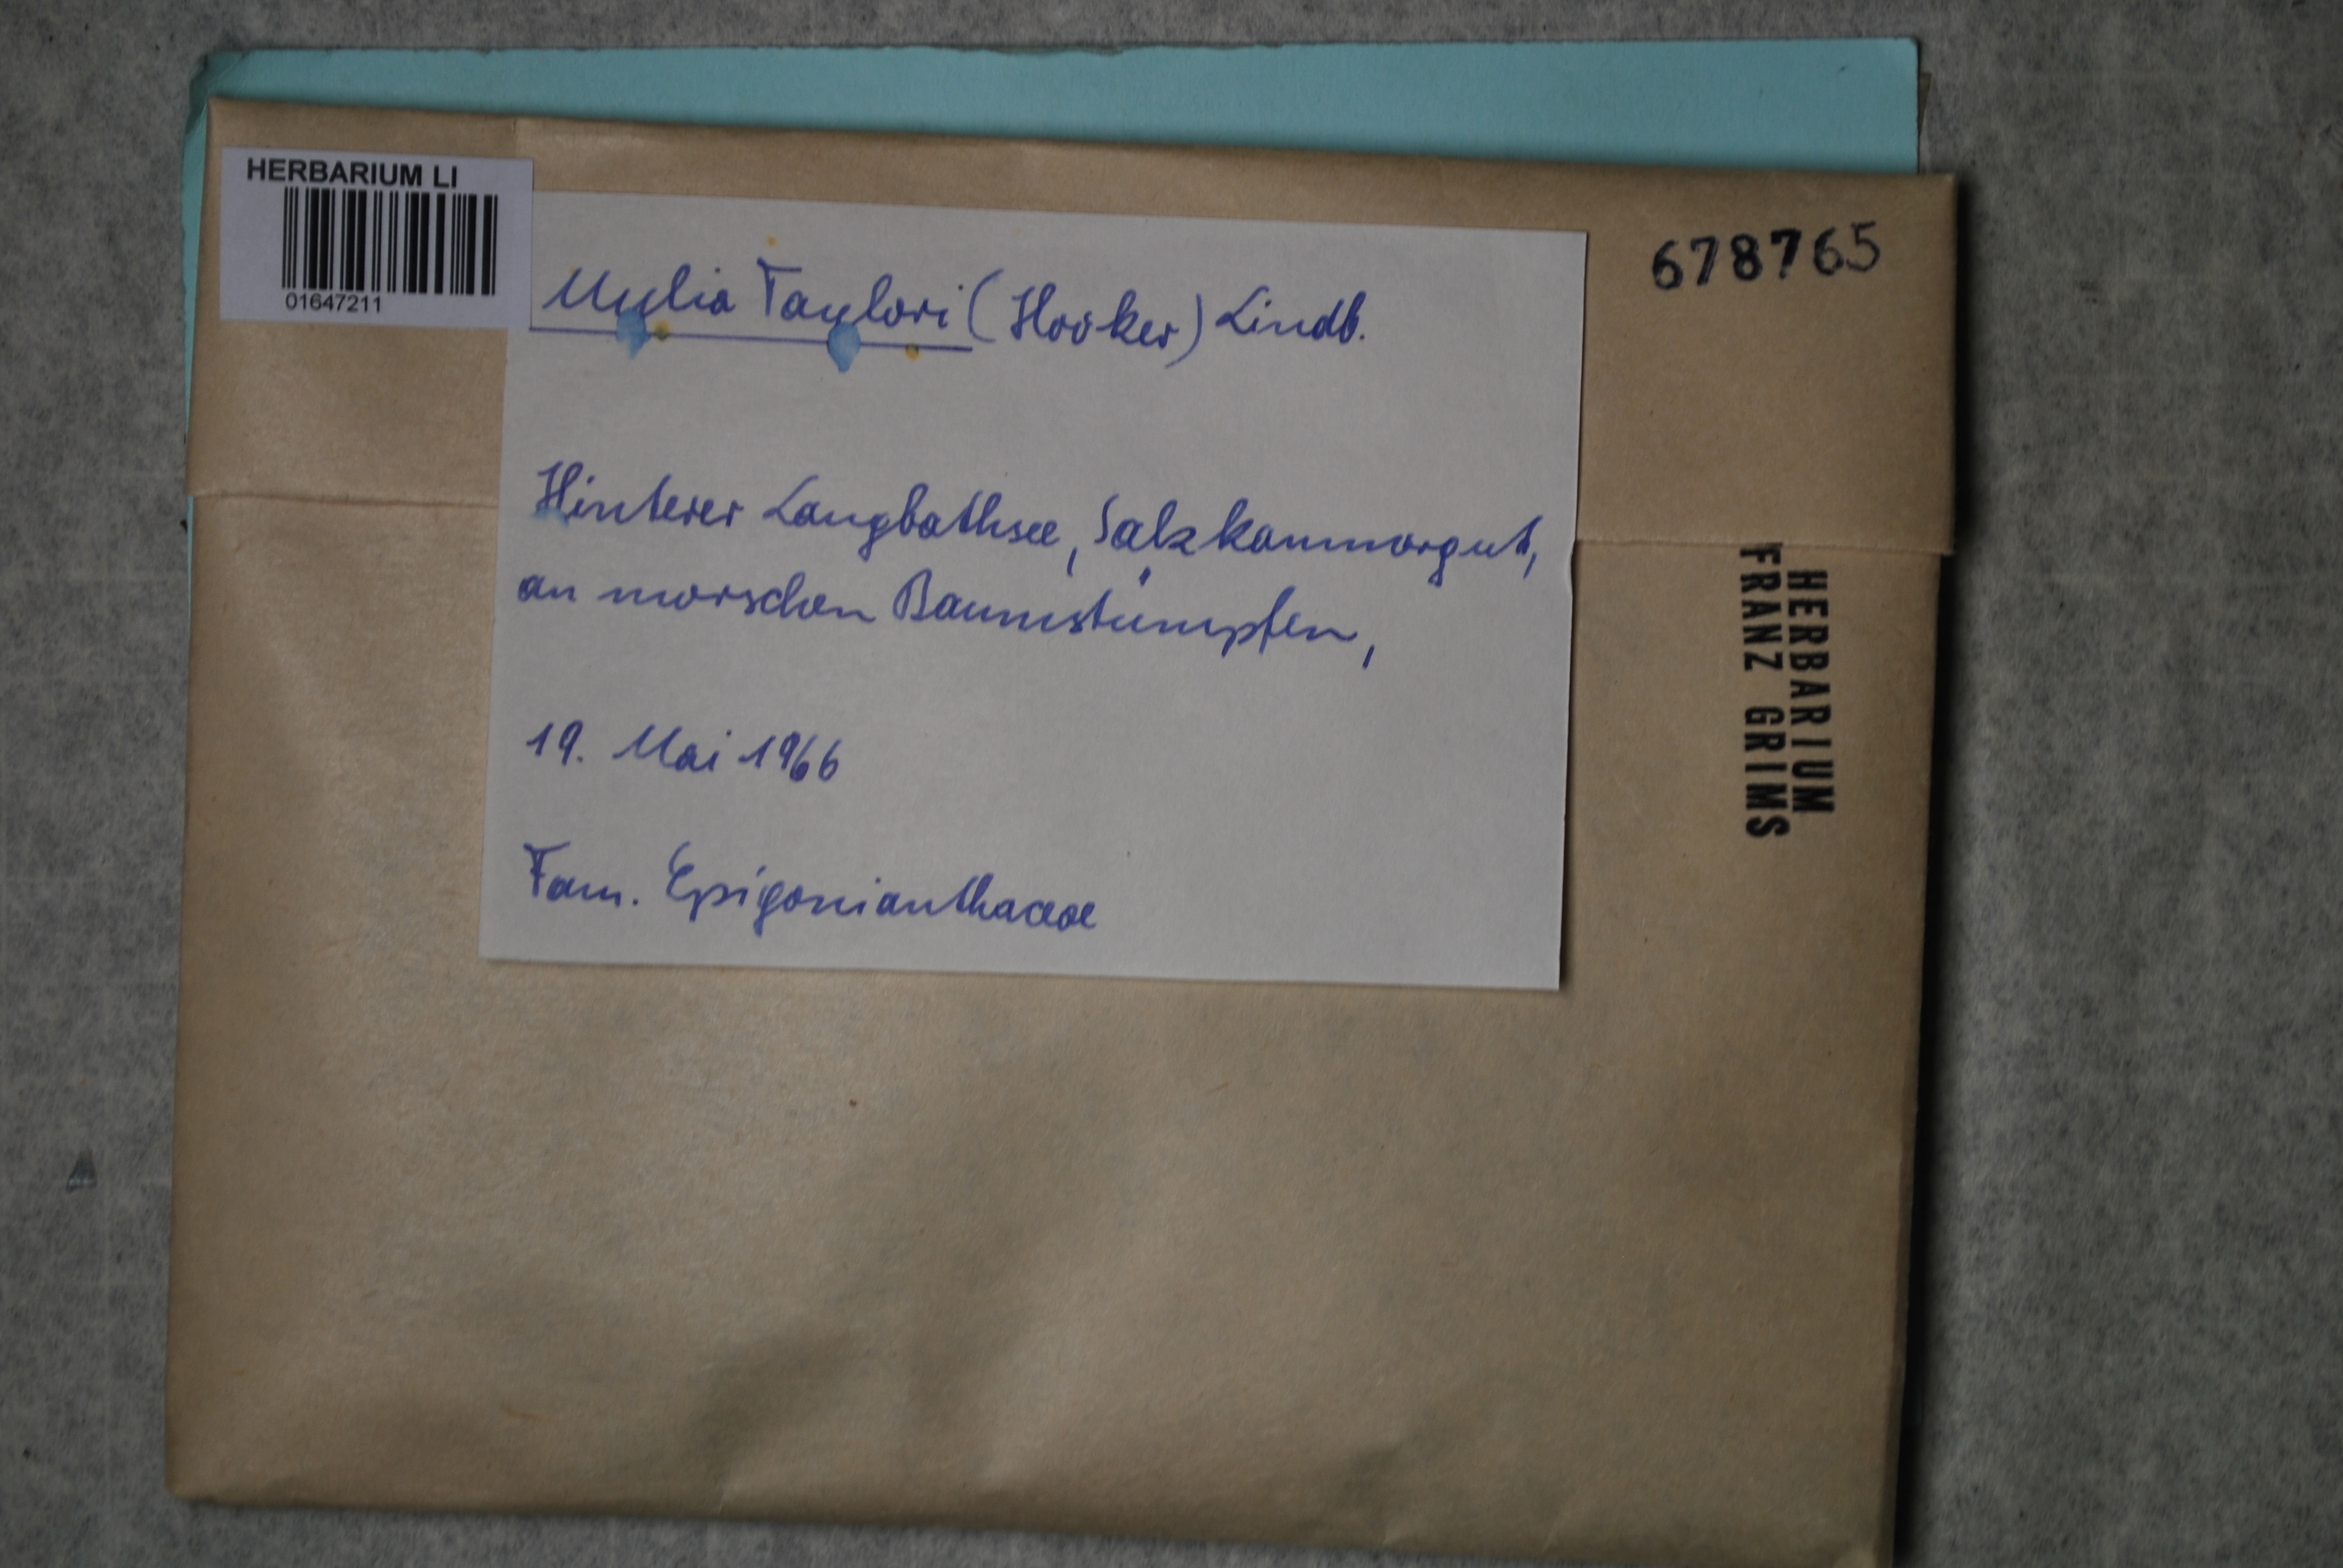 HERBARIUM LI
01647211
678765
Mylia Taylori (Hooker) Lindb.
Hinterer Langbathsee, Salzkammergut,
an morschen Baumstümpfen,
19. Mai 1966
Fam. Epigonianthaceae
HERBARIUM
FRANZ GRIMS